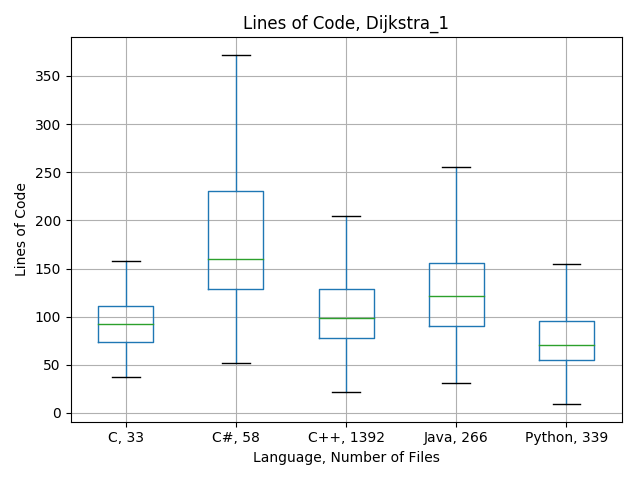 Lines of Code, Dijkstra_1
Lines of Code
350
300
250
200
150
100
50
0
C, 33
C#, 58
C++, 1392
Java, 266
Python, 339
Language, Number of Files